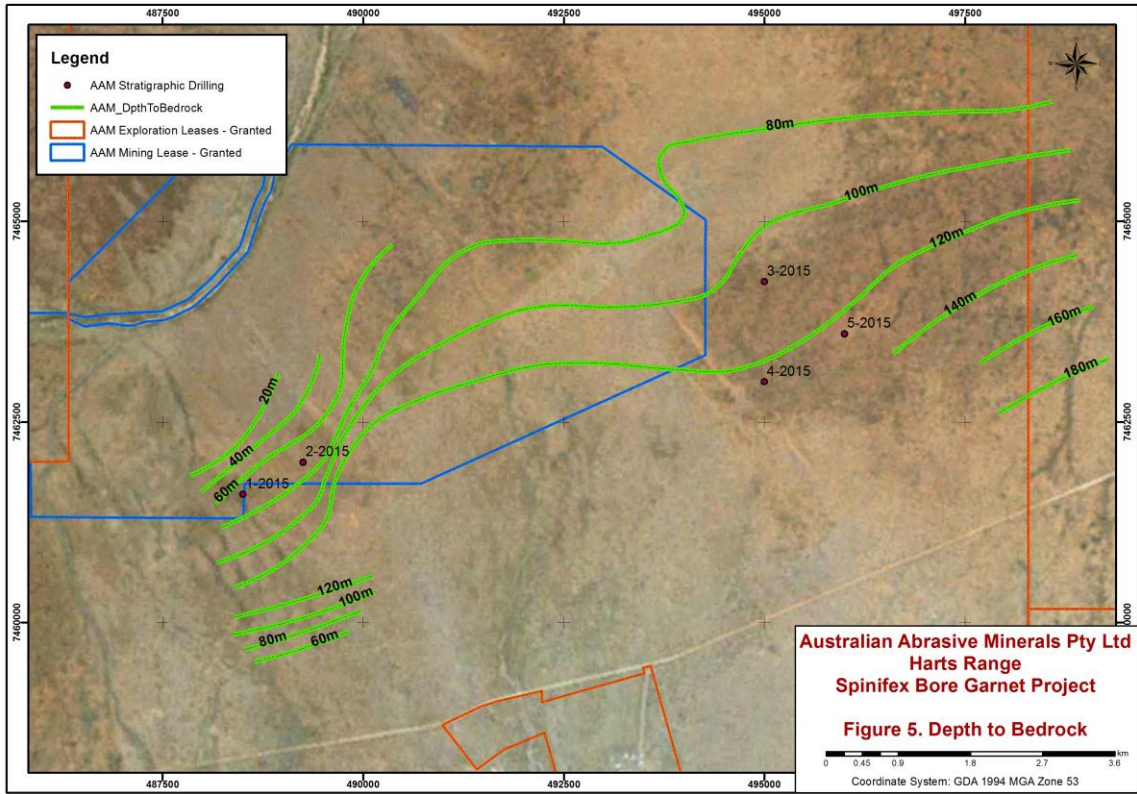 487500 490000 492500 495000 497500
Legend
AAM Stratigraphic Drilling
AAM_DpthToBedrock
AAM Exploration Leases - Granted
AAM Mining Lease - Granted
80m
100m
7465000 7465000
120m
3-2015
140m
5-2015
160m
4-2015
180m
20m
7462500 7462500
40m
2-2015
60m
1-2015
120m
100m
80m
60m
7460000
Australian Abrasive Minerals Pty Ltd
Harts Range
Spinifex Bore Garnet Project
Figure 5. Depth to Bedrock
km
0 0.45 0.9 1.8 2.7 3.6
Coordinate System: GDA 1994 MGA Zone 53
487500 490000 492500 495000